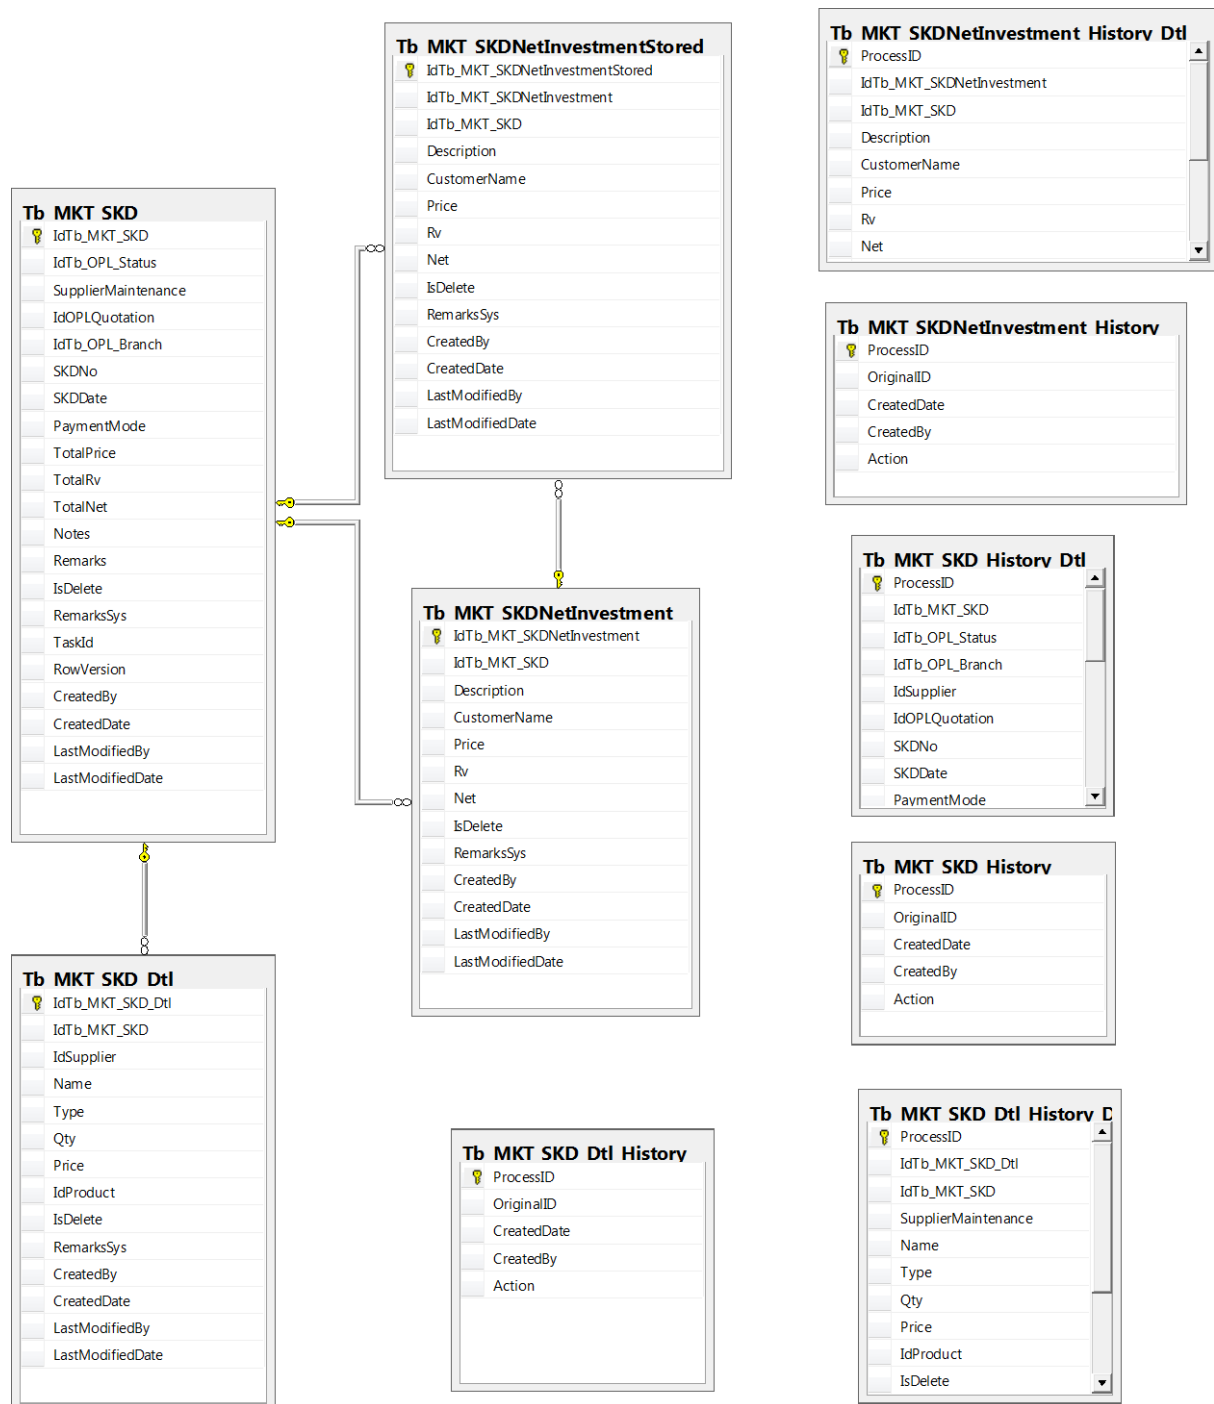 Tb_MKT_SKD
IdTb_MKT_SKD
IdTb_OPL_Status
SupplierMaintenance
IdOPLQuotation
IdTb_OPL_Branch
SKDNo
SKDDate
PaymentMode
TotalPrice
TotalRv
TotalNet
Notes
Remarks
IsDelete
RemarksSys
TaskId
RowVersion
CreatedBy
CreatedDate
LastModifiedBy
LastModifiedDate
Tb_MKT_SKD_Dtl
IdTb_MKT_SKD_Dtl
IdTb_MKT_SKD
IdSupplier
Name
Type
Qty
Price
IdProduct
IsDelete
RemarksSys
CreatedBy
CreatedDate
LastModifiedBy
LastModifiedDate
Tb_MKT_SKDNetInvestmentStored
IdTb_MKT_SKDNetInvestmentStored
IdTb_MKT_SKDNetInvestment
IdTb_MKT_SKD
Description
CustomerName
Price
Rv
Net
IsDelete
RemarksSys
CreatedBy
CreatedDate
LastModifiedBy
LastModifiedDate
Tb_MKT_SKDNetInvestment
IdTb_MKT_SKDNetInvestment
IdTb_MKT_SKD
Description
CustomerName
Price
Rv
Net
IsDelete
RemarksSys
CreatedBy
CreatedDate
LastModifiedBy
LastModifiedDate
Tb_MKT_SKD_Dtl_History
ProcessID
OriginalID
CreatedDate
CreatedBy
Action
Tb_MKT_SKDNetInvestment_History_Dtl
ProcessID
IdTb_MKT_SKDNetInvestment
IdTb_MKT_SKD
Description
CustomerName
Price
Rv
Net
Tb_MKT_SKDNetInvestment_History
ProcessID
OriginalID
CreatedDate
CreatedBy
Action
Tb_MKT_SKD_History_Dtl
ProcessID
IdTb_MKT_SKD
IdTb_OPL_Status
IdTb_OPL_Branch
IdSupplier
IdOPLQuotation
SKDNo
SKDDate
PaymentMode
Tb_MKT_SKD_History
ProcessID
OriginalID
CreatedDate
CreatedBy
Action
Tb_MKT_SKD_Dtl_History_D
ProcessID
IdTb_MKT_SKD_Dtl
IdTb_MKT_SKD
SupplierMaintenance
Name
Type
Qty
Price
IdProduct
IsDelete